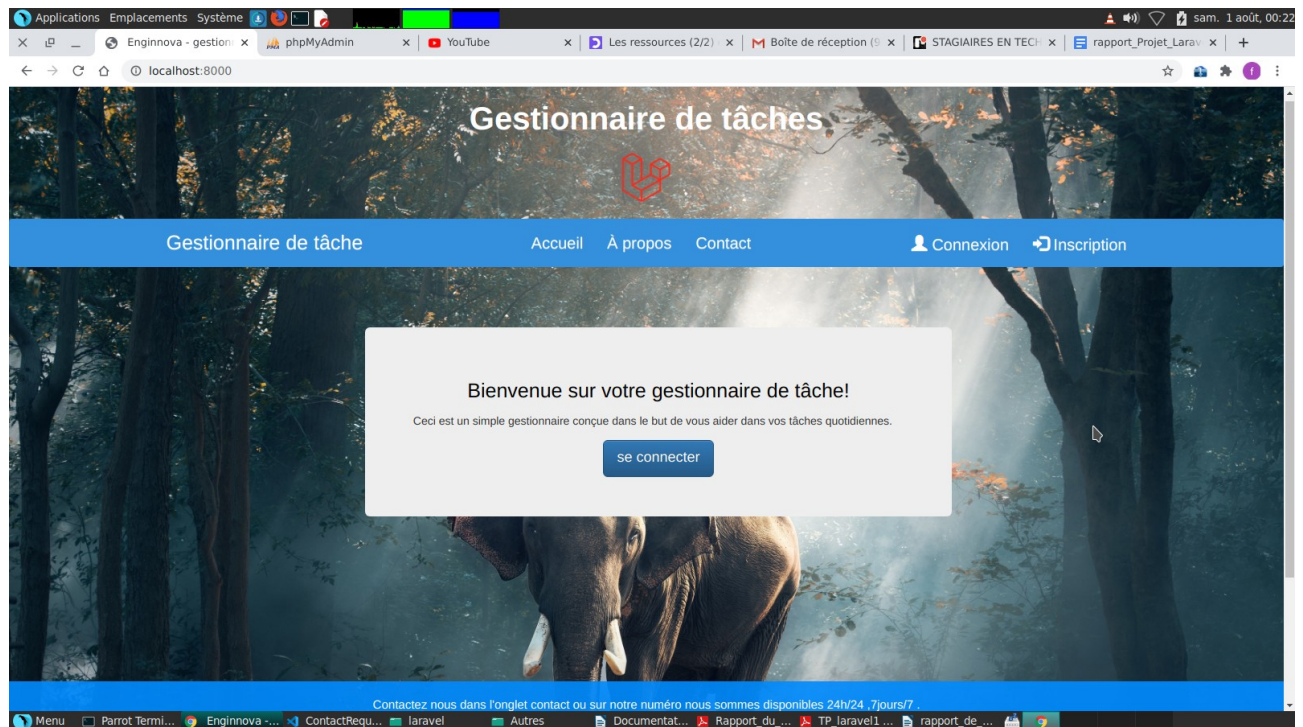 Applications Emplacements Système sam. 1 août, 00:22
Enginnova - gestion phpMyAdmin YouTube Les ressources (2/2) Boîte de réception (9 STAGIAIRES EN TECH rapport_Projet_Larav
localhost:8000 f
Gestionnaire de tâches
Gestionnaire de tâche Accueil À propos Contact Connexion Inscription
Bienvenue sur votre gestionnaire de tâche!
Ceci est un simple gestionnaire conçue dans le but de vous aider dans vos tâches quotidiennes.
se connecter
Contactez nous dans l'onglet contact ou sur notre numéro nous sommes disponibles 24h/24 ,7jours/7 .
Menu Parrot Termi... Enginnova -... ContactRequ... laravel Autres Documentat... Rapport_du_... TP_laravel1 ... rapport_de_...